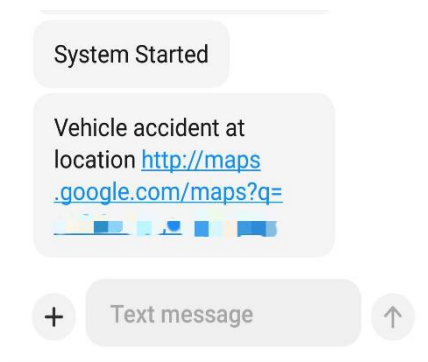 System Started
Vehicle accident at
location http://maps
.google.com/maps?q=
Text message